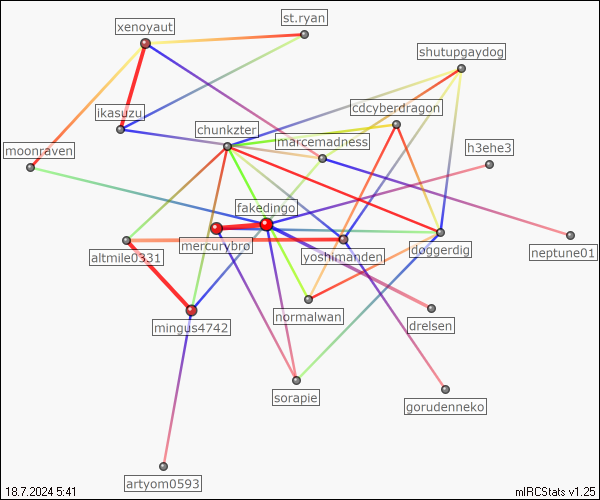 st.ryan
xenoyaut
shutupgaydog
cdcyberdragon
ikasuzu
chunkzter
marcemadness
moonraven
h3ehe3
fakedingo
mercurybro
altmile0331
yoshimanden
doggerdig
neptune01
normalwan
drelsen
mingus4742
sorapie
gorudenneko
artyom0593
18.7.2024 5:41
mIRCStats v1.25